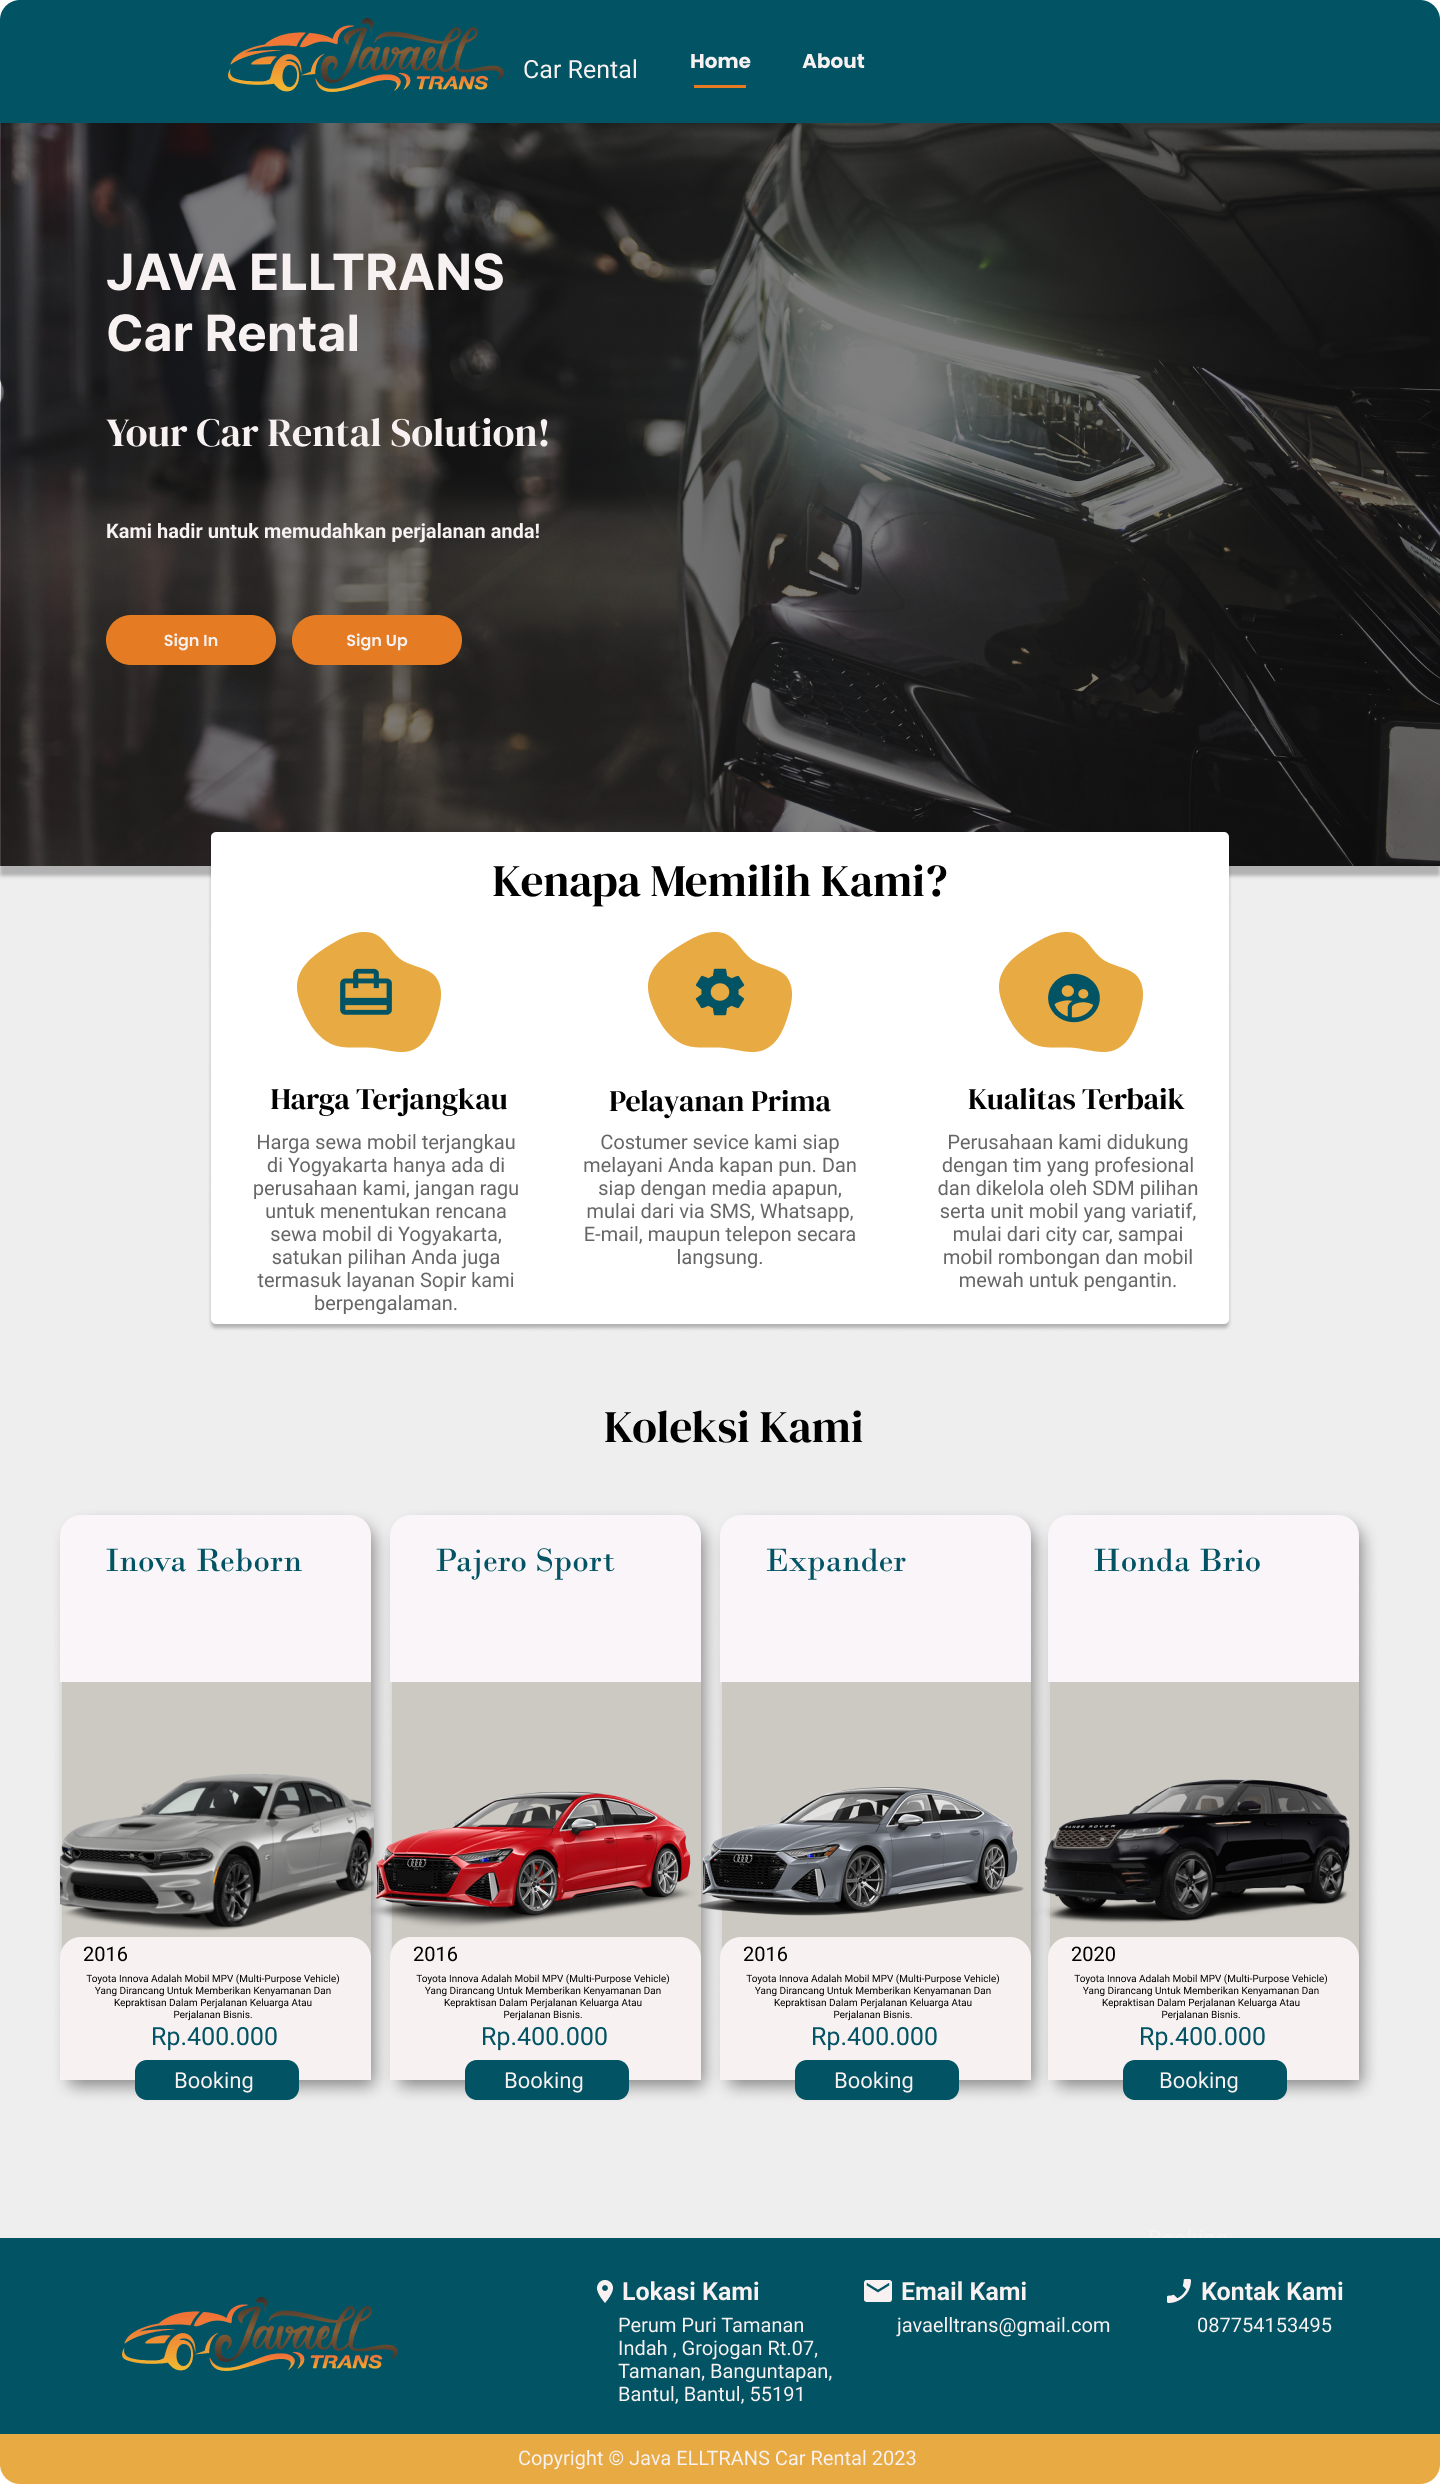 Javaell
TRANS
Car Rental
Home
About
JAVA ELLTRANS
Car Rental
Your Car Rental Solution!
Kami hadir untuk memudahkan perjalanan anda!
Sign In
Sign Up
Kenapa Memilih Kami?
Harga Terjangkau
Harga sewa mobil terjangkau
di Yogyakarta hanya ada di
perusahaan kami, jangan ragu
untuk menentukan rencana
sewa mobil di Yogyakarta,
satukan pilihan Anda juga
termasuk layanan Sopir kami
berpengalaman.
Pelayanan Prima
Costumer sevice kami siap
melayani Anda kapan pun. Dan
siap dengan media apapun,
mulai dari via SMS, Whatsapp,
E-mail, maupun telepon secara
langsung.
Kualitas Terbaik
Perusahaan kami didukung
dengan tim yang profesional
dan dikelola oleh SDM pilihan
serta unit mobil yang variatif,
mulai dari city car, sampai
mobil rombongan dan mobil
mewah untuk pengantin.
Koleksi Kami
Inova Reborn
2016
Toyota Innova Adalah Mobil MPV (Multi-Purpose Vehicle)
Yang Dirancang Untuk Memberikan Kenyamanan Dan
Kepraktisan Dalam Perjalanan Keluarga Atau
Perjalanan Bisnis.
Rp.400.000
Booking
Pajero Sport
2016
Toyota Innova Adalah Mobil MPV (Multi-Purpose Vehicle)
Yang Dirancang Untuk Memberikan Kenyamanan Dan
Kepraktisan Dalam Perjalanan Keluarga Atau
Perjalanan Bisnis.
Rp.400.000
Booking
Expander
2016
Toyota Innova Adalah Mobil MPV (Multi-Purpose Vehicle)
Yang Dirancang Untuk Memberikan Kenyamanan Dan
Kepraktisan Dalam Perjalanan Keluarga Atau
Perjalanan Bisnis.
Rp.400.000
Booking
Honda Brio
RANGE ROVER
2020
Toyota Innova Adalah Mobil MPV (Multi-Purpose Vehicle)
Yang Dirancang Untuk Memberikan Kenyamanan Dan
Kepraktisan Dalam Perjalanan Keluarga Atau
Perjalanan Bisnis.
Rp.400.000
Booking
Javaell
TRANS
Lokasi Kami
Perum Puri Tamanan
Indah , Grojogan Rt.07,
Tamanan, Banguntapan,
Bantul, Bantul, 55191
Email Kami
javaelltrans@gmail.com
Kontak Kami
087754153495
Copyright © Java ELLTRANS Car Rental 2023